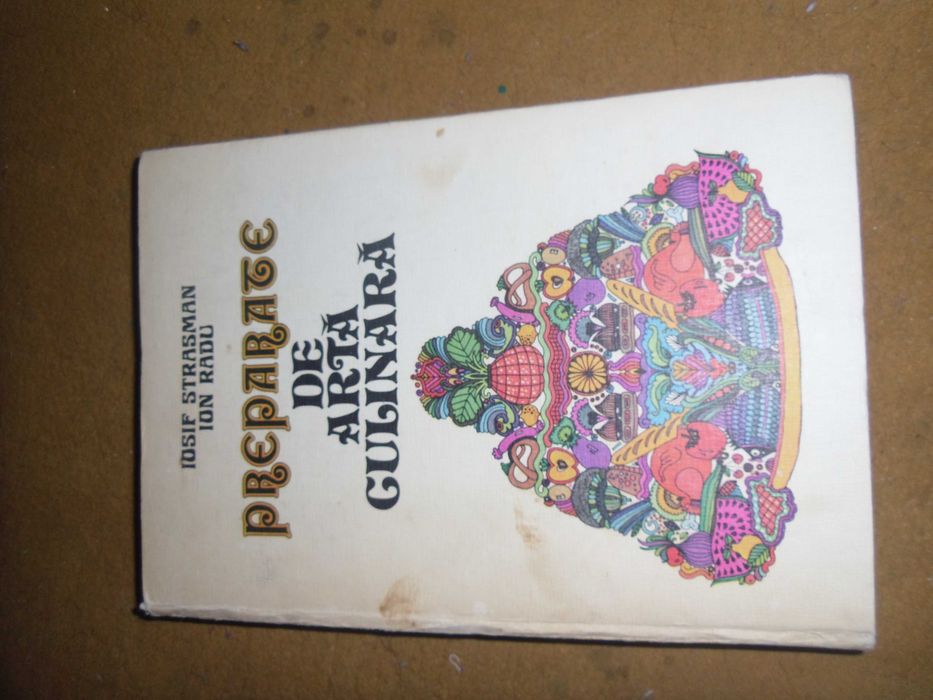 IOSIF STRASMAN
ION RADU
PREPARATE
DE
ARTĂ
CULINARĂ